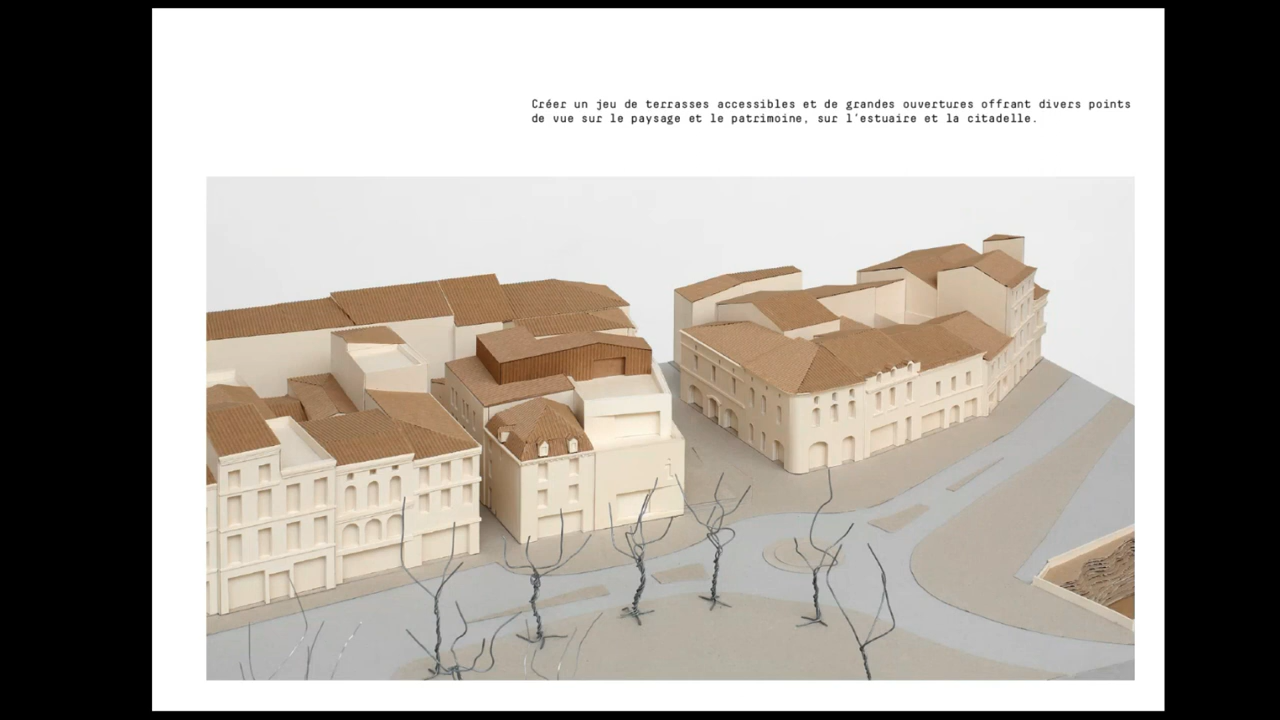 Créer un jeu de terrasses accessibles et de grandes ouvertures offrant divers points
de vue sur le paysage et le patrimoine, sur l'estuaire et la citadelle.